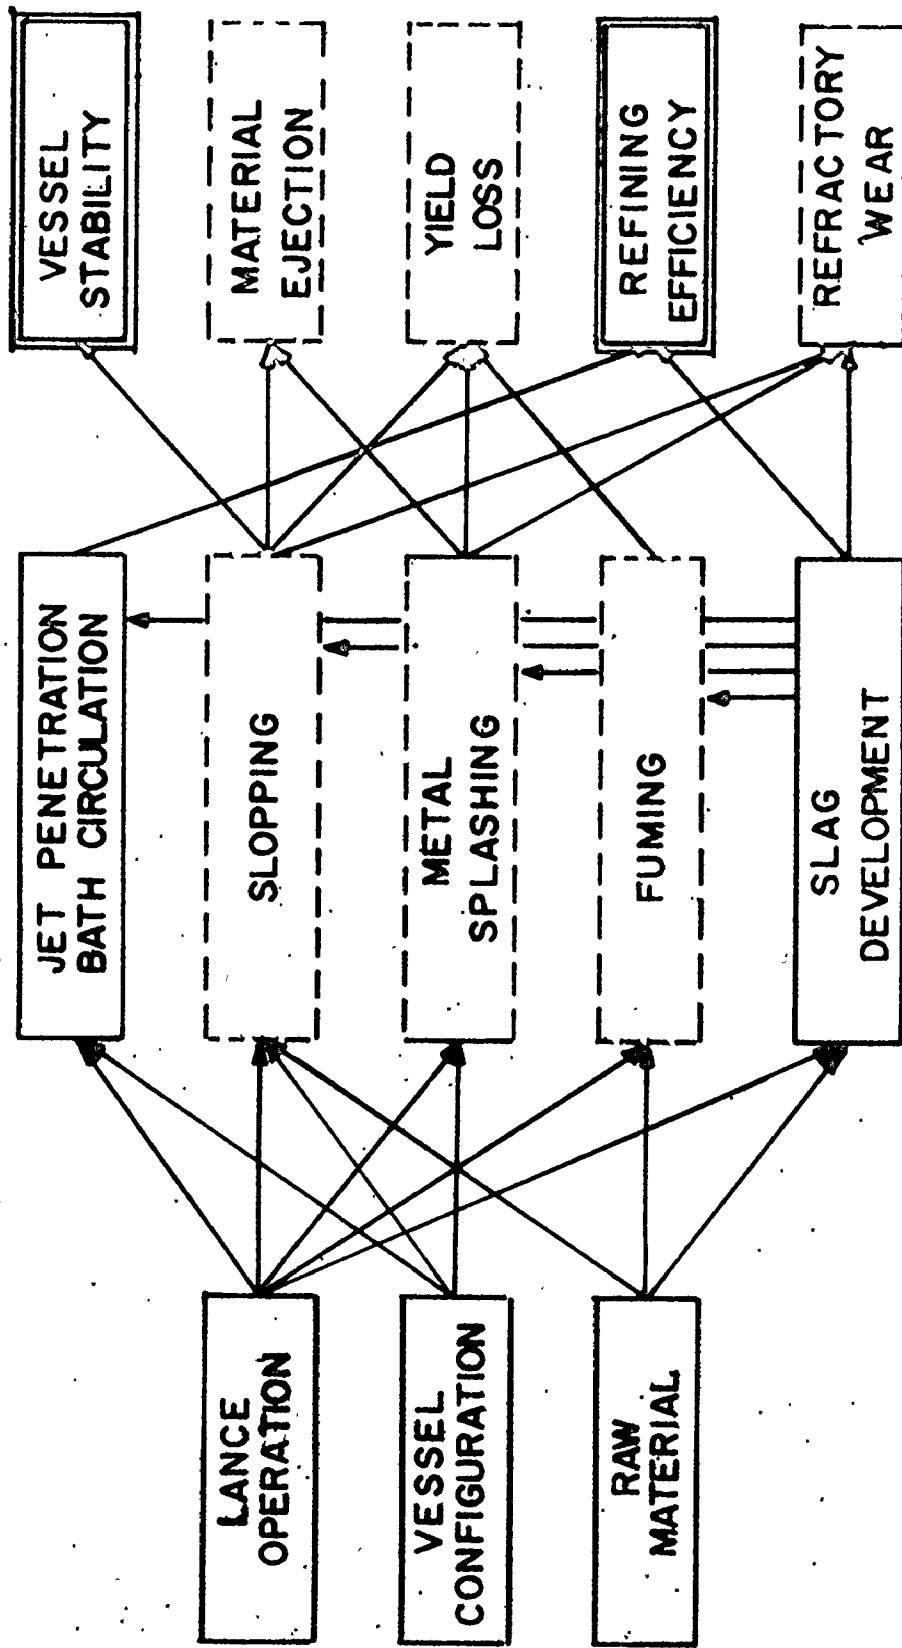 LANCE
OPERATION
VESSEL
CONFIGURATION
RAW
MATERIAL
JET PENETRATION
BATH CIRCULATION
SLOPPING
METAL
SPLASHING
FUMING
SLAG
DEVELOPMENT
VESSEL
STABILITY
MATERIAL
EJECTION
YIELD
LOSS
REFINING
EFFICIENCY
REFRACTORY
WEAR